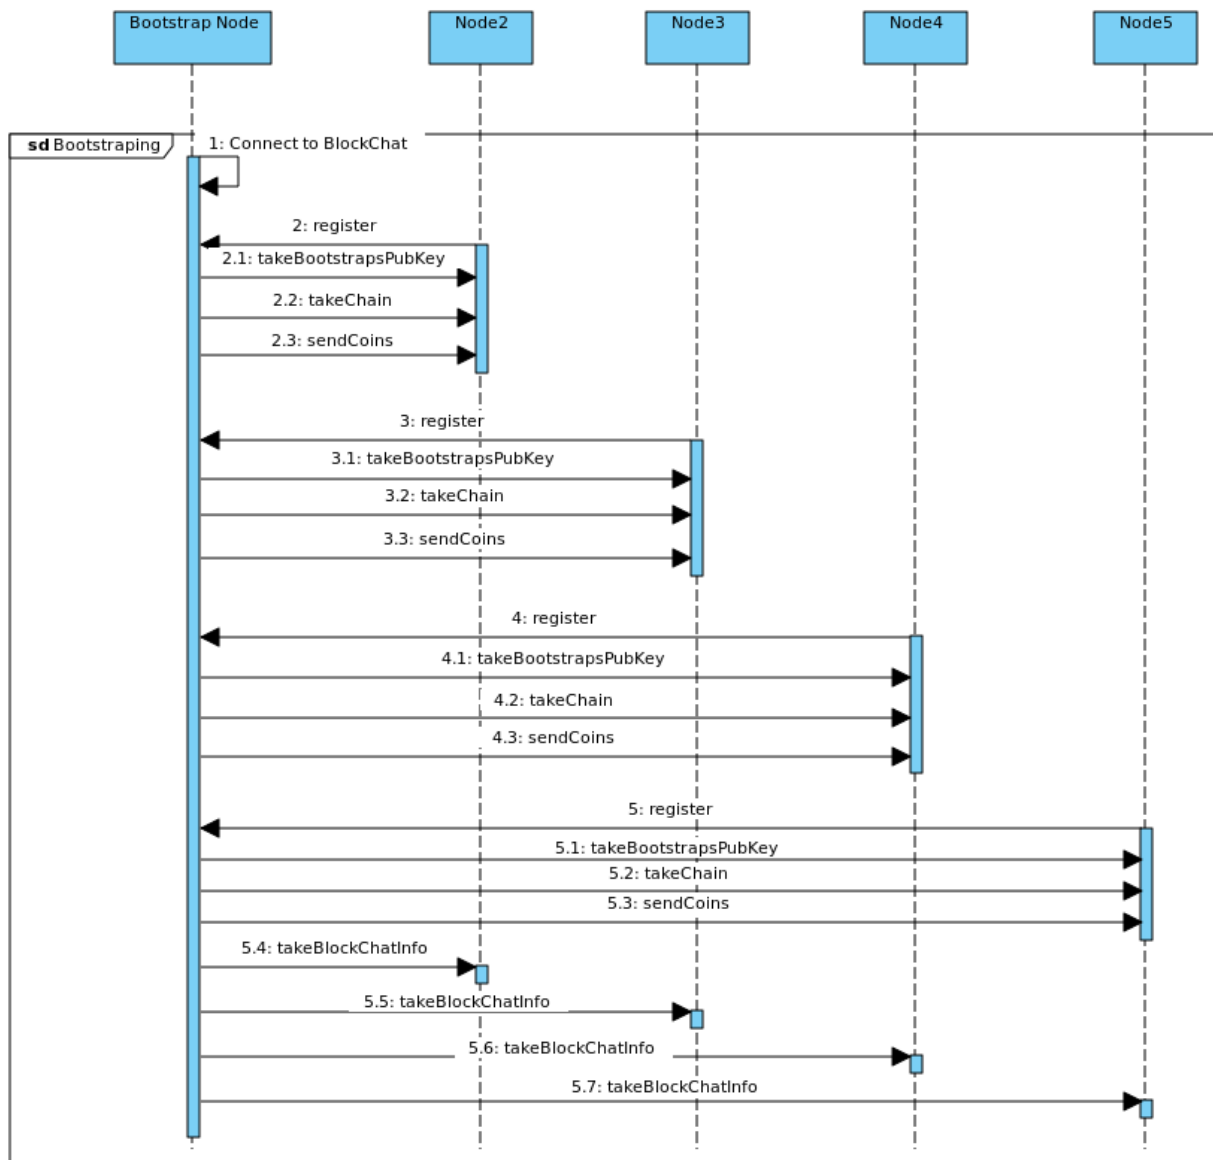 Bootstrap Node
Node2
Node3
Node4
Node5
sd Bootstraping
1: Connect to BlockChat
2: register
2.1: takeBootstrapsPubKey
2.2: takeChain
2.3: sendCoins
3: register
3.1: takeBootstrapsPubKey
3.2: takeChain
3.3: sendCoins
4: register
4.1: takeBootstrapsPubKey
4.2: takeChain
4.3: sendCoins
5: register
5.1: takeBootstrapsPubKey
5.2: takeChain
5.3: sendCoins
5.4: takeBlockChatInfo
5.5: takeBlockChatInfo
5.6: takeBlockChatInfo
5.7: takeBlockChatInfo